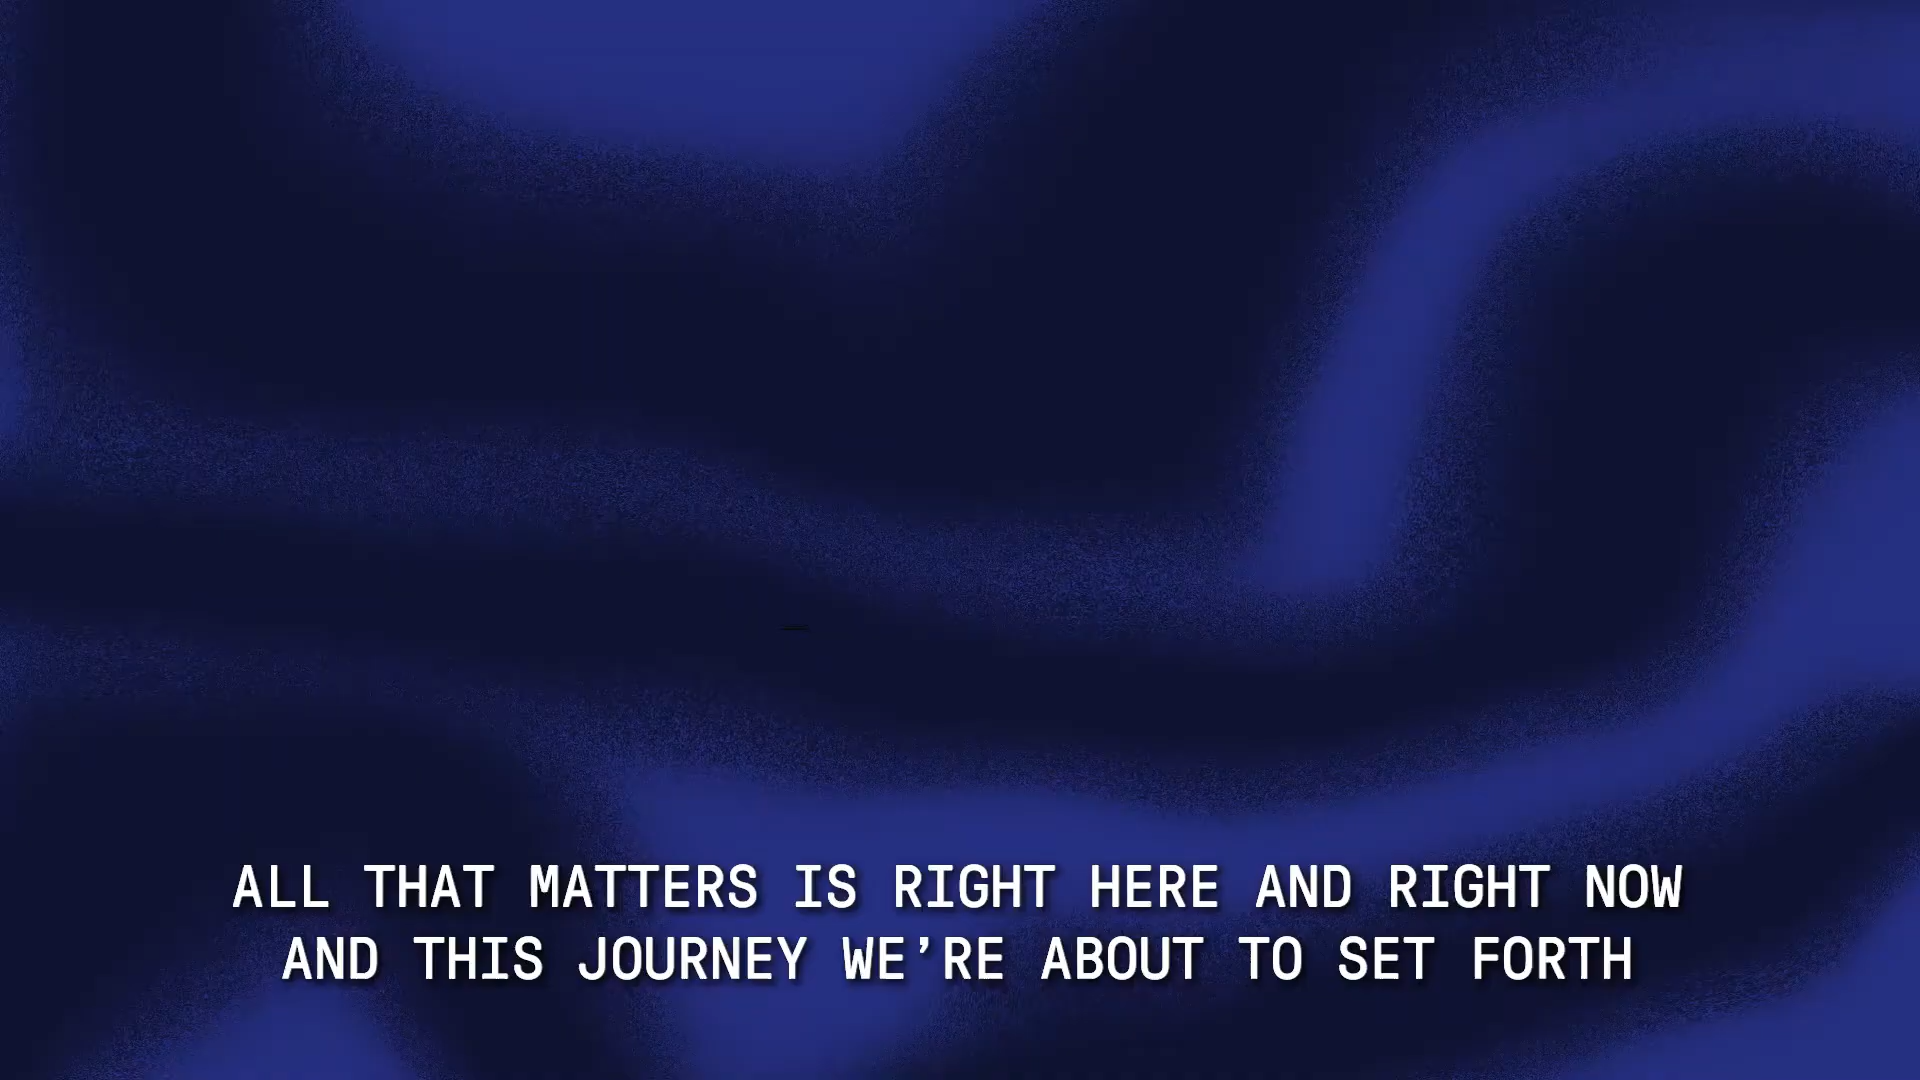 ALL THAT MATTERS IS RIGHT HERE AND RIGHT NOW
AND THIS JOURNEY WE’RE ABOUT TO SET FORTH